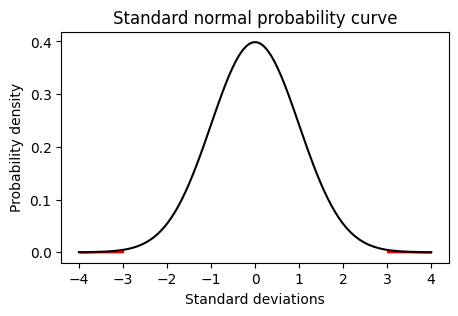 Standard normal probability curve
Probability density
0.4
0.3
0.2
0.1
0.0
−4 −3 −2 −1 0 1 2 3 4
Standard deviations